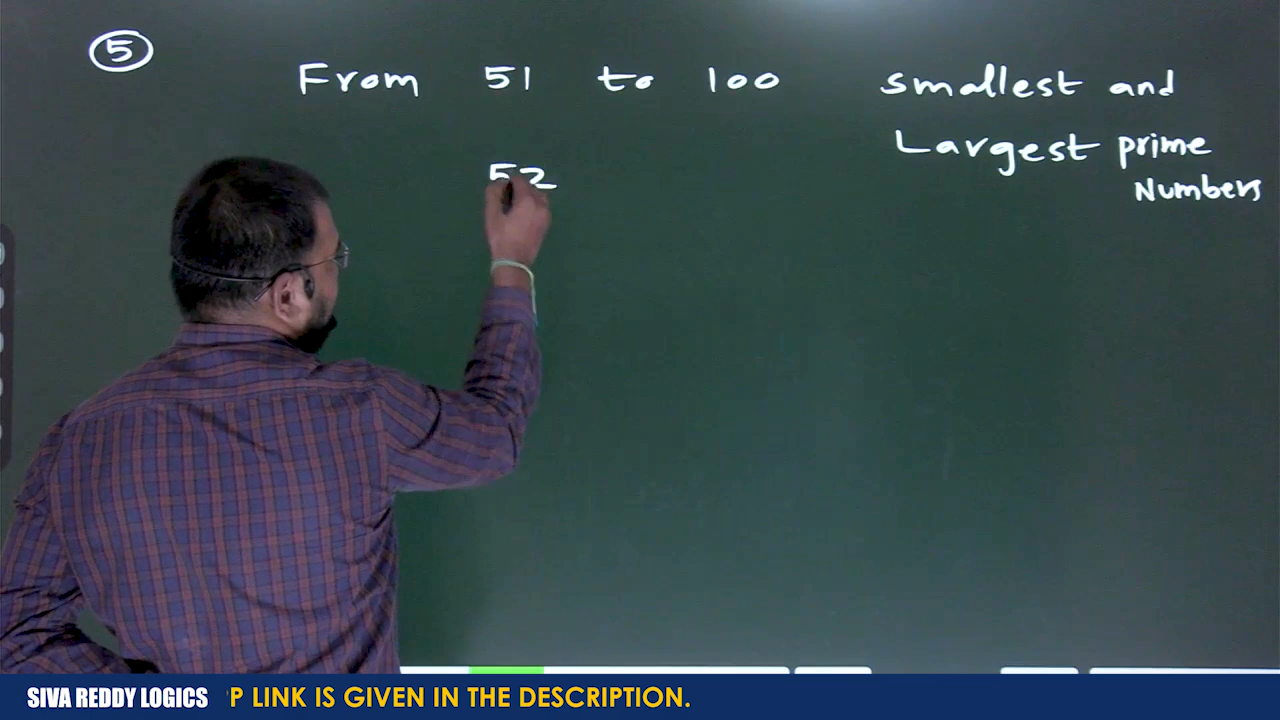 5
From 51 to 100 smallest and
Largest prime
Numbers
52
SIVA REDDY LOGICS P LINK IS GIVEN IN THE DESCRIPTION.